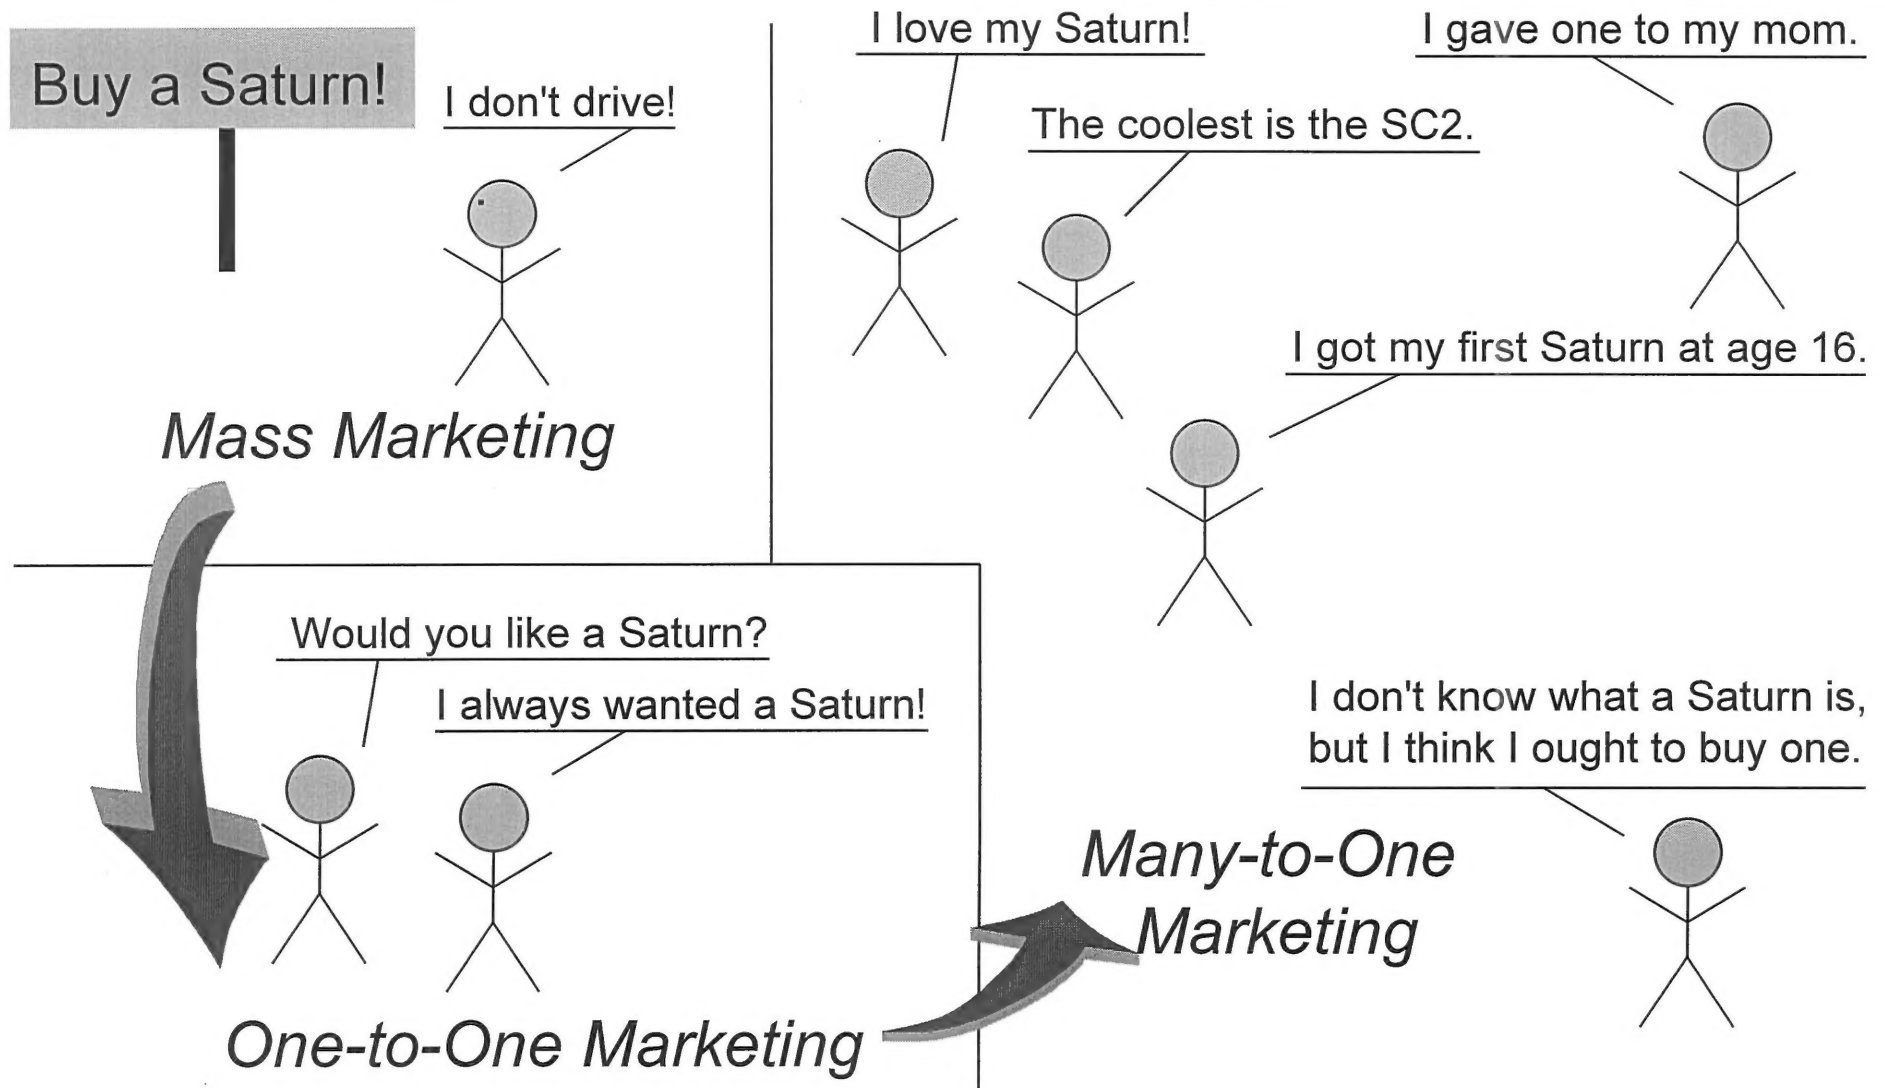 Buy a Saturn!
I don't drive!
Mass Marketing
Would you like a Saturn?
I always wanted a Saturn!
One-to-One Marketing
I love my Saturn!
I gave one to my mom.
The coolest is the SC2.
I got my first Saturn at age 16.
I don't know what a Saturn is,
but I think I ought to buy one.
Many-to-One
Marketing